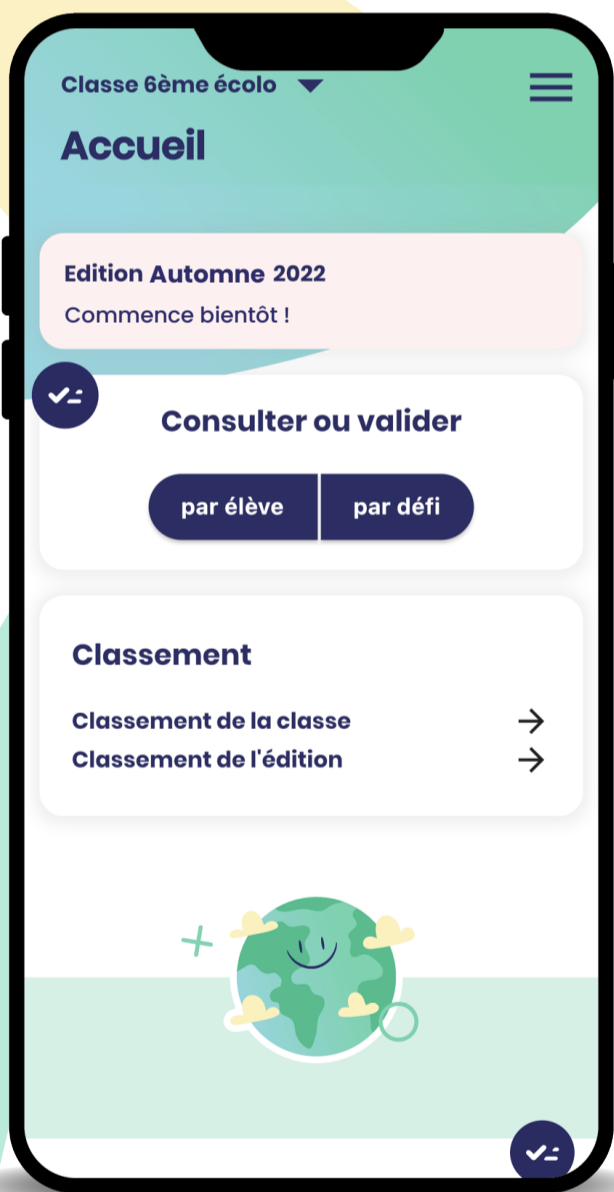 Classe 6ème écolo
Accueil
Edition Automne 2022
Commence bientôt !
Consulter ou valider
par élève par défi
Classement
Classement de la classe
Classement de l'édition